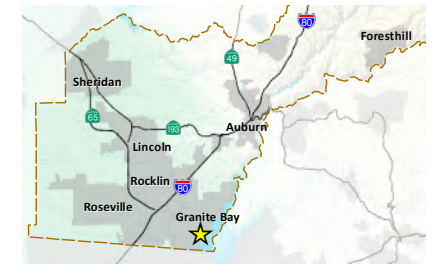 80
Foresthill
49
Sheridan
65
193
Auburn
Lincoln
Rocklin
80
Roseville
Granite Bay